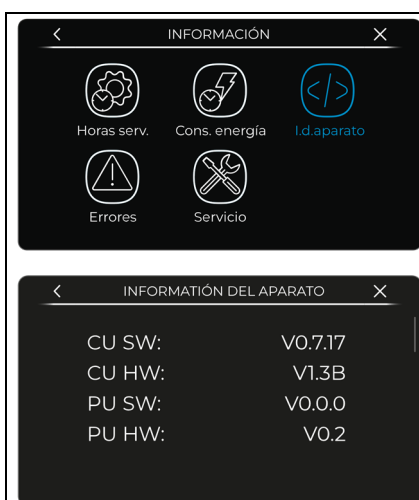 INFORMACIÓN
Horas serv. Cons. energía I.d.aparato
Errores Servicio
INFORMATIÓN DEL APARATO
CU SW: V0.7.17
CU HW: V1.3B
PU SW: V0.0.0
PU HW: V0.2